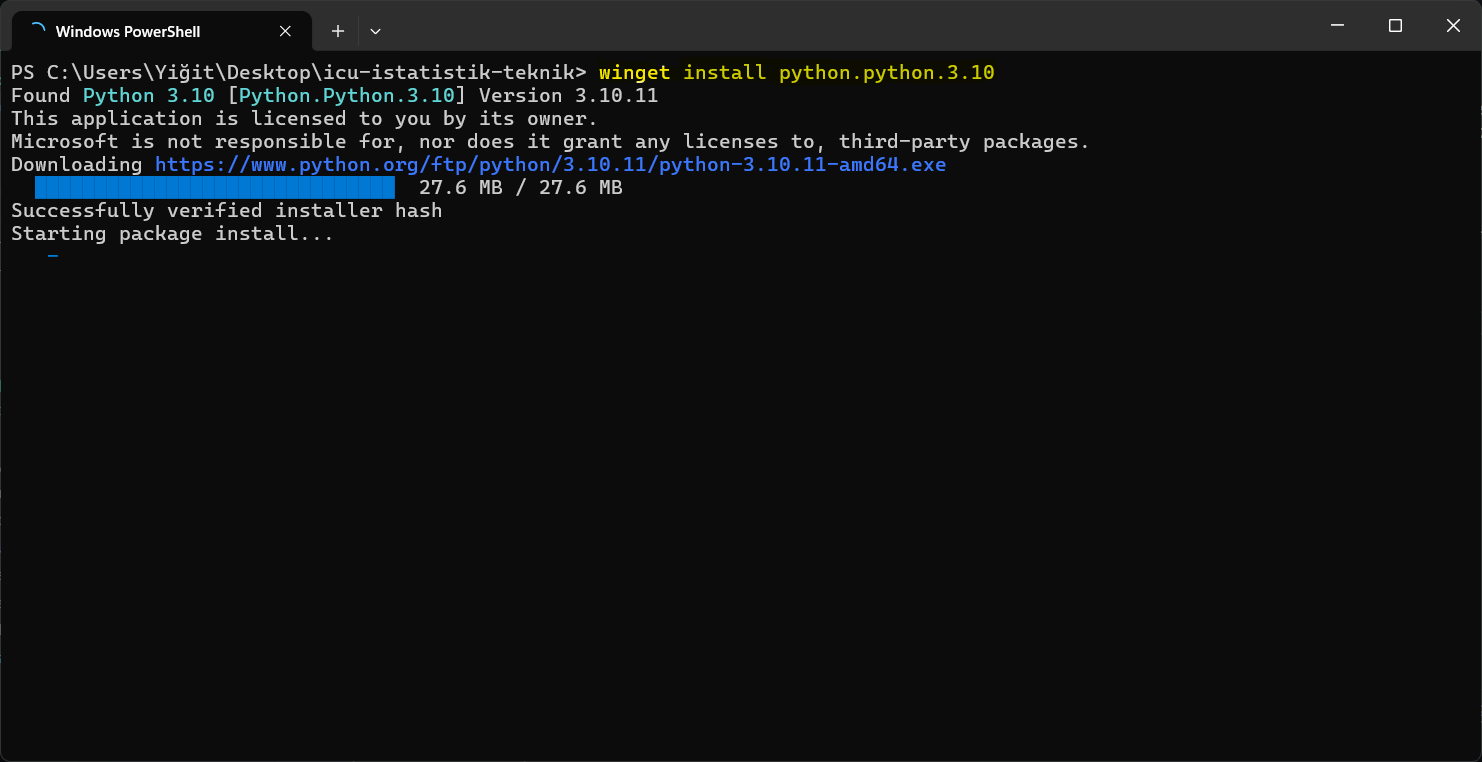 Windows PowerShell
PS C:\Users\Yiğit\Desktop\icu-istatistik-teknik> winget install python.python.3.10
Found Python 3.10 [Python.Python.3.10] Version 3.10.11
This application is licensed to you by its owner.
Microsoft is not responsible for, nor does it grant any licenses to, third-party packages.
Downloading https://www.python.org/ftp/python/3.10.11/python-3.10.11-amd64.exe
27.6 MB / 27.6 MB
Successfully verified installer hash
Starting package install...